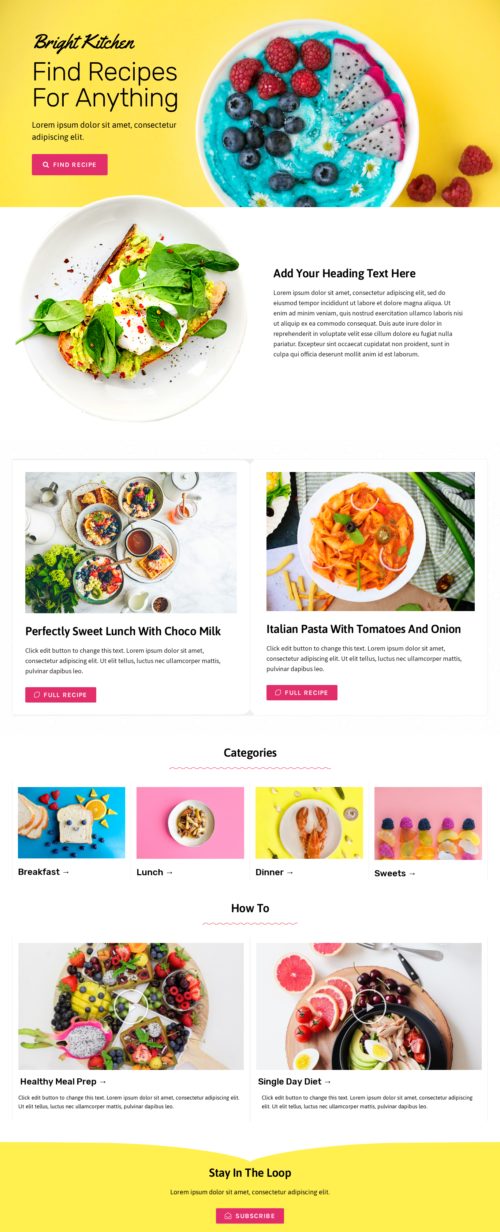 Bright Kitchen
Find Recipes
For Anything
Lorem ipsum dolor sit amet, consectetur
adipiscing elit.
FIND RECIPE
Add Your Heading Text Here
Lorem ipsum dolor sit amet, consectetur adipiscing elit, sed do
eiusmod tempor incididunt ut labore et dolore magna aliqua. Ut
enim ad minim veniam, quis nostrud exercitation ullamco laboris nisi
ut aliquip ex ea commodo consequat. Duis aute irure dolor in
reprehenderit in voluptate velit esse cillum dolore eu fugiat nulla
pariatur. Excepteur sint occaecat cupidatat non proident, sunt in
culpa qui officia deserunt mollit anim id est laborum.
Perfectly Sweet Lunch With Choco Milk
Click edit button to change this text. Lorem ipsum dolor sit amet,
consectetur adipiscing elit. Ut elit tellus, luctus nec ullamcorper mattis,
pulvinar dapibus leo.
FULL RECIPE
Italian Pasta With Tomatoes And Onion
Click edit button to change this text. Lorem ipsum dolor sit amet,
consectetur adipiscing elit. Ut elit tellus, luctus nec ullamcorper mattis,
pulvinar dapibus leo.
FULL RECIPE
Categories
Breakfast →
Lunch →
Dinner →
Sweets →
How To
Healthy Meal Prep →
Click edit button to change this text. Lorem ipsum dolor sit amet, consectetur adipiscing elit.
Ut elit tellus, luctus nec ullamcorper mattis, pulvinar dapibus leo.
Single Day Diet →
Click edit button to change this text. Lorem ipsum dolor sit amet, consectetur
adipiscing elit. Ut elit tellus, luctus nec ullamcorper mattis, pulvinar dapibus leo.
Stay In The Loop
Lorem ipsum dolor sit amet, consectetur adipiscing elit.
SUBSCRIBE